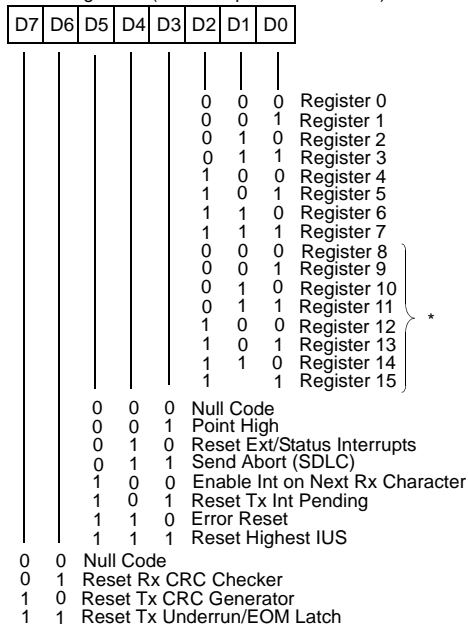 D7 D6 D5 D4 D3 D2 D1 D0
0 0 0 Register 0
0 0 1 Register 1
0 1 0 Register 2
0 1 1 Register 3
1 0 0 Register 4
1 0 1 Register 5
1 1 0 Register 6
1 1 1 Register 7
0 0 0 Register 8
0 0 1 Register 9
0 1 0 Register 10
0 1 1 Register 11
1 0 0 Register 12 *
1 0 1 Register 13
1 1 0 Register 14
1 1 Register 15
0 0 0 Null Code
0 0 1 Point High
0 1 0 Reset Ext/Status Interrupts
0 1 1 Send Abort (SDLC)
1 0 0 Enable Int on Next Rx Character
1 0 1 Reset Tx Int Pending
1 1 0 Error Reset
1 1 1 Reset Highest IUS
0 0 Null Code
0 1 Reset Rx CRC Checker
1 0 Reset Tx CRC Generator
1 1 Reset Tx Underrun/EOM Latch